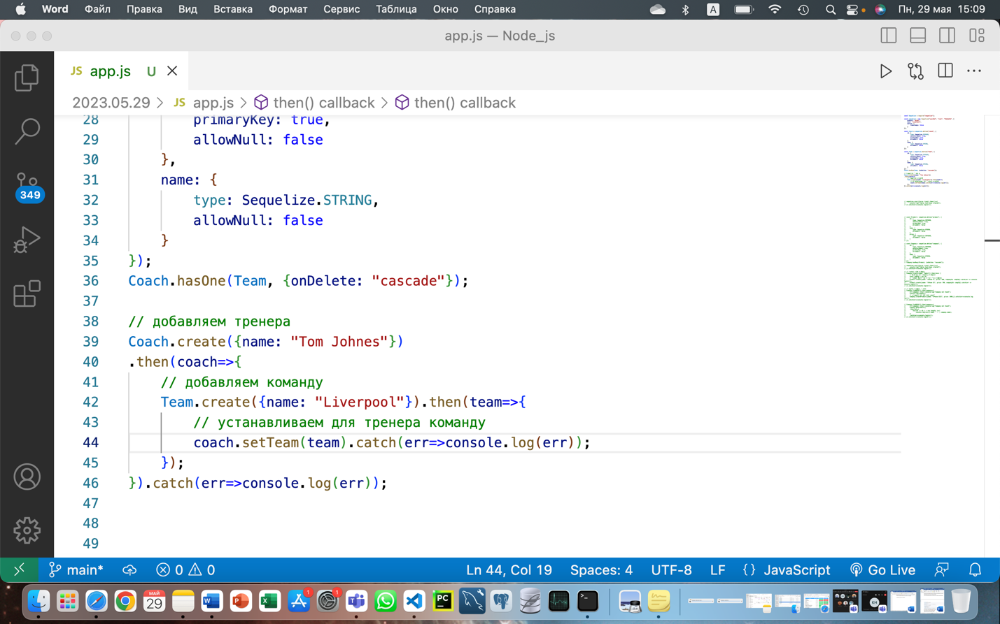 Word Файл Правка Вид Вставка Формат Сервис Таблица Окно Справка A Пн, 29 мая 15:09
app.js — Node_js
JS app.js U
2023.05.29 > JS app.js > then() callback > then() callback
28 primaryKey: true,
29 allowNull: false
30 },
31 name: {
32 type: Sequelize.STRING,
33 allowNull: false
34 }
35 });
36 Coach.hasOne(Team, {onDelete: "cascade"});
37
38 // добавляем тренера
39 Coach.create({name: "Tom Johnes"})
40 .then(coach=>{
41 // добавляем команду
42 Team.create({name: "Liverpool"}).then(team=>{
43 // устанавливаем для тренера команду
44 coach.setTeam(team).catch(err=>console.log(err));
45 });
46 }).catch(err=>console.log(err));
47
48
49
349
main* 0 0 Ln 44, Col 19 Spaces: 4 UTF-8 LF {} JavaScript Go Live
МАЙ
29
W P X 1 1 T PC
KH